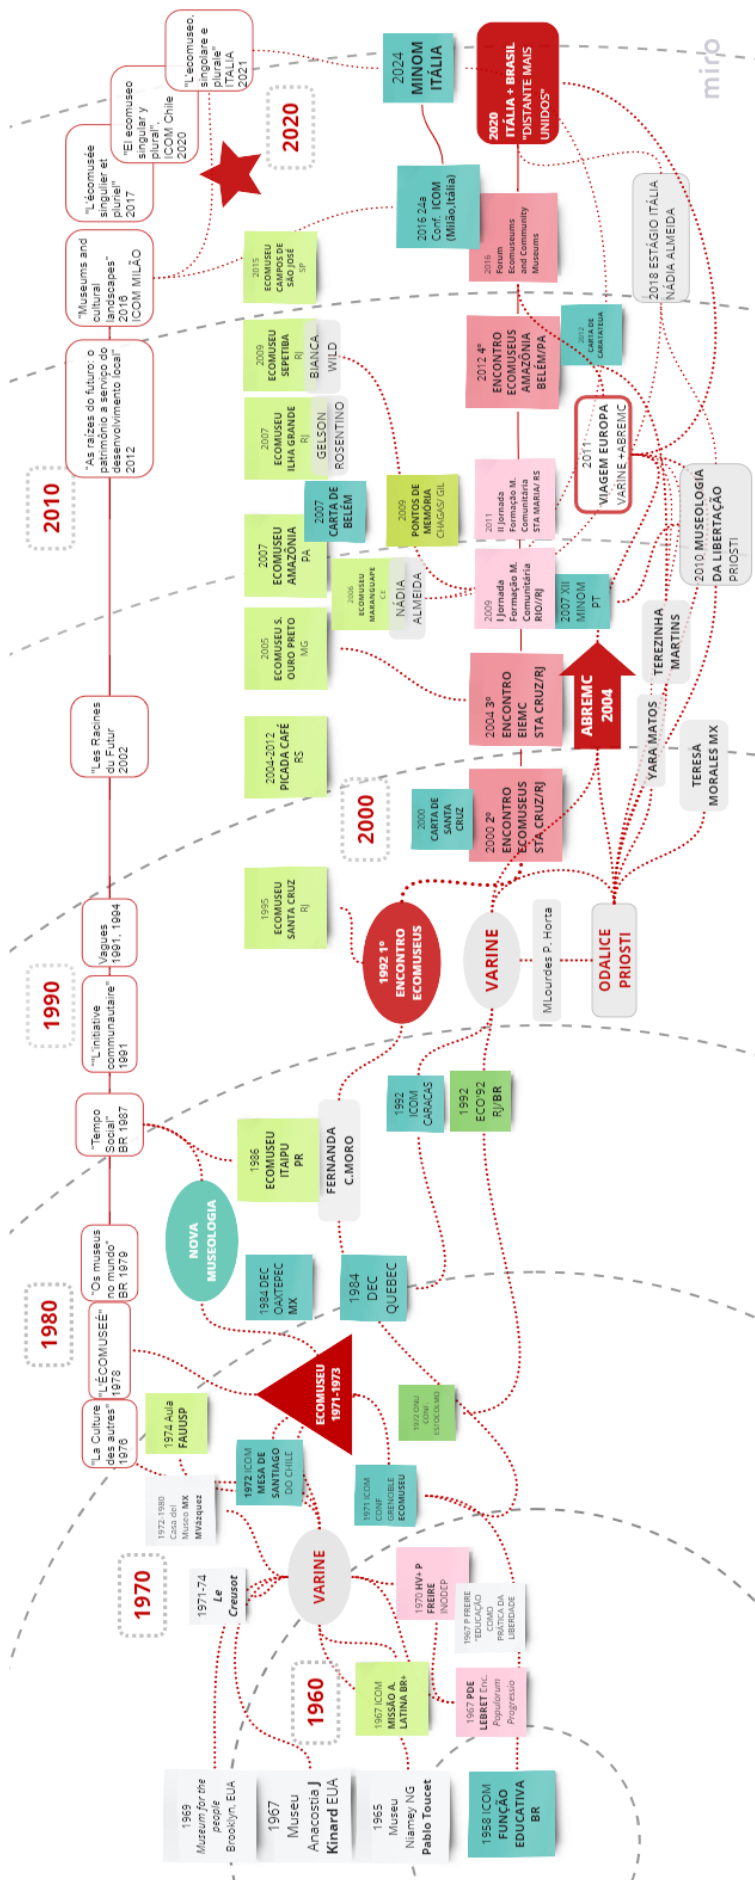 1960
1970
1980
1990
2000
2010
2020
"La Culture
des autres"
1976
"L'ÉCOMUSEÉ"
1978
"Os museus
no mundo"
BR 1979
"Tempo
Social"
BR 1987
"L'initiative
communautaire"
1991
Vagues
1991, 1994
"Les Racines
du Futur
2002
"As raízes do futuro: o
patrimônio a serviço do
desenvolvimento local"
2012
"Museums and
cultural
landscapes"
2016
ICOM MILÃO
"L'écomusée
singulier et
pluriel"
2017
"El ecomuseo
singular y
plural",
ICOM Chile
2020
"L'ecomuseo,
singolare e
plurale"
ITALIA
2021
1969
Museum for the
people
Brooklyn, EUA
1967
Museu
Anacostia J
Kinard EUA
1965
Museu
Niamey NG
Pablo Toucet
1958 ICOM
FUNÇÃO
EDUCATIVA
BR
1967 ICOM
MISSÃO A.
LATINA BR+
1967 PDE
LEBRET Enc.
Populorum
Progressio
1971-74
Le
Creusot
VARINE
1970 HV+ P
FREIRE
INODEP
1967 P FREIRE
"EDUCAÇÃO
COMO
PRÁTICA DA
LIBERDADE
1972-1980
Casa del
Museo MX
MVázquez
1974 Aula
FAUUSP
1972 ICOM
MESA DE
SANTIAGO
DO CHILE
1971 ICOM
CONF
GRENOBLE
ECOMUSEU
ECOMUSEU
1971-1973
1972 ONU
CONF.
ESTOCOLMO
NOVA
MUSEOLOGIA
1984 DEC
OAXTEPEC
MX
1984
DEC
QUEBEC
1986
ECOMUSEU
ITAIPU
PR
FERNANDA
C.MORO
1992
ICOM
CARACAS
1992
ECO'92
RJ/BR
1995
ECOMUSEU
SANTA CRUZ
RJ
1992 1º
ENCONTRO
ECOMUSEUS
VARINE
MLourdes P. Horta
ODALICE
PRIOSTI
2004-2012
PICADA CAFÉ
RS
2000
CARTA DE
SANTA
CRUZ
2000 2º
ENCONTRO
ECOMUSEUS
STA CRUZ/RJ
2005
ECOMUSEU S.
OURO PRETO
MG
2004 3º
ENCONTRO
EIEMC
STA CRUZ/RJ
ABREMC
2004
YARA MATOS
TERESA
MORALES MX
TEREZINHA
MARTINS
2007
ECOMUSEU
AMAZÔNIA
PA
2006
ECOMUSEU
MARANGUAPE
CE
NÁDIA
ALMEIDA
2009
I Jornada
Formação M.
Comunitária
RIO//RJ
2007 XII
MINOM
PT
2010 MUSEOLOGIA
DA LIBERTAÇÃO
PRIOSTI
2007
ECOMUSEU
ILHA GRANDE
RJ
GELSON
ROSENTINO
2007
CARTA DE
BELÉM
2009
PONTOS DE
MEMÓRIA
CHAGAS/ GIL
2011
II Jornada
Formação M.
Comunitária
STA MARIA/ RS
2011
VIAGEM EUROPA
VARINE +ABREMC
2009
ECOMUSEU
SEPETIBA
RJ
BIANCA
WILD
2012 4º
ENCONTRO
ECOMUSEUS
AMAZÔNIA
BELÉM/PA
2012
CARTA DE
CARATATEUA
2015
ECOMUSEU
CAMPOS DE
SÃO JOSÉ
SP
2016 24a
Conf. ICOM
(Milão,Itália)
2016
Forum
Ecomuseums
and Community
Museums
2018 ESTÁGIO ITÁLIA
NÁDIA ALMEIDA
2024
MINOM
ITÁLIA
2020
ITÁLIA + BRASIL
"DISTANTE MAIS
UNIDOS"
miro